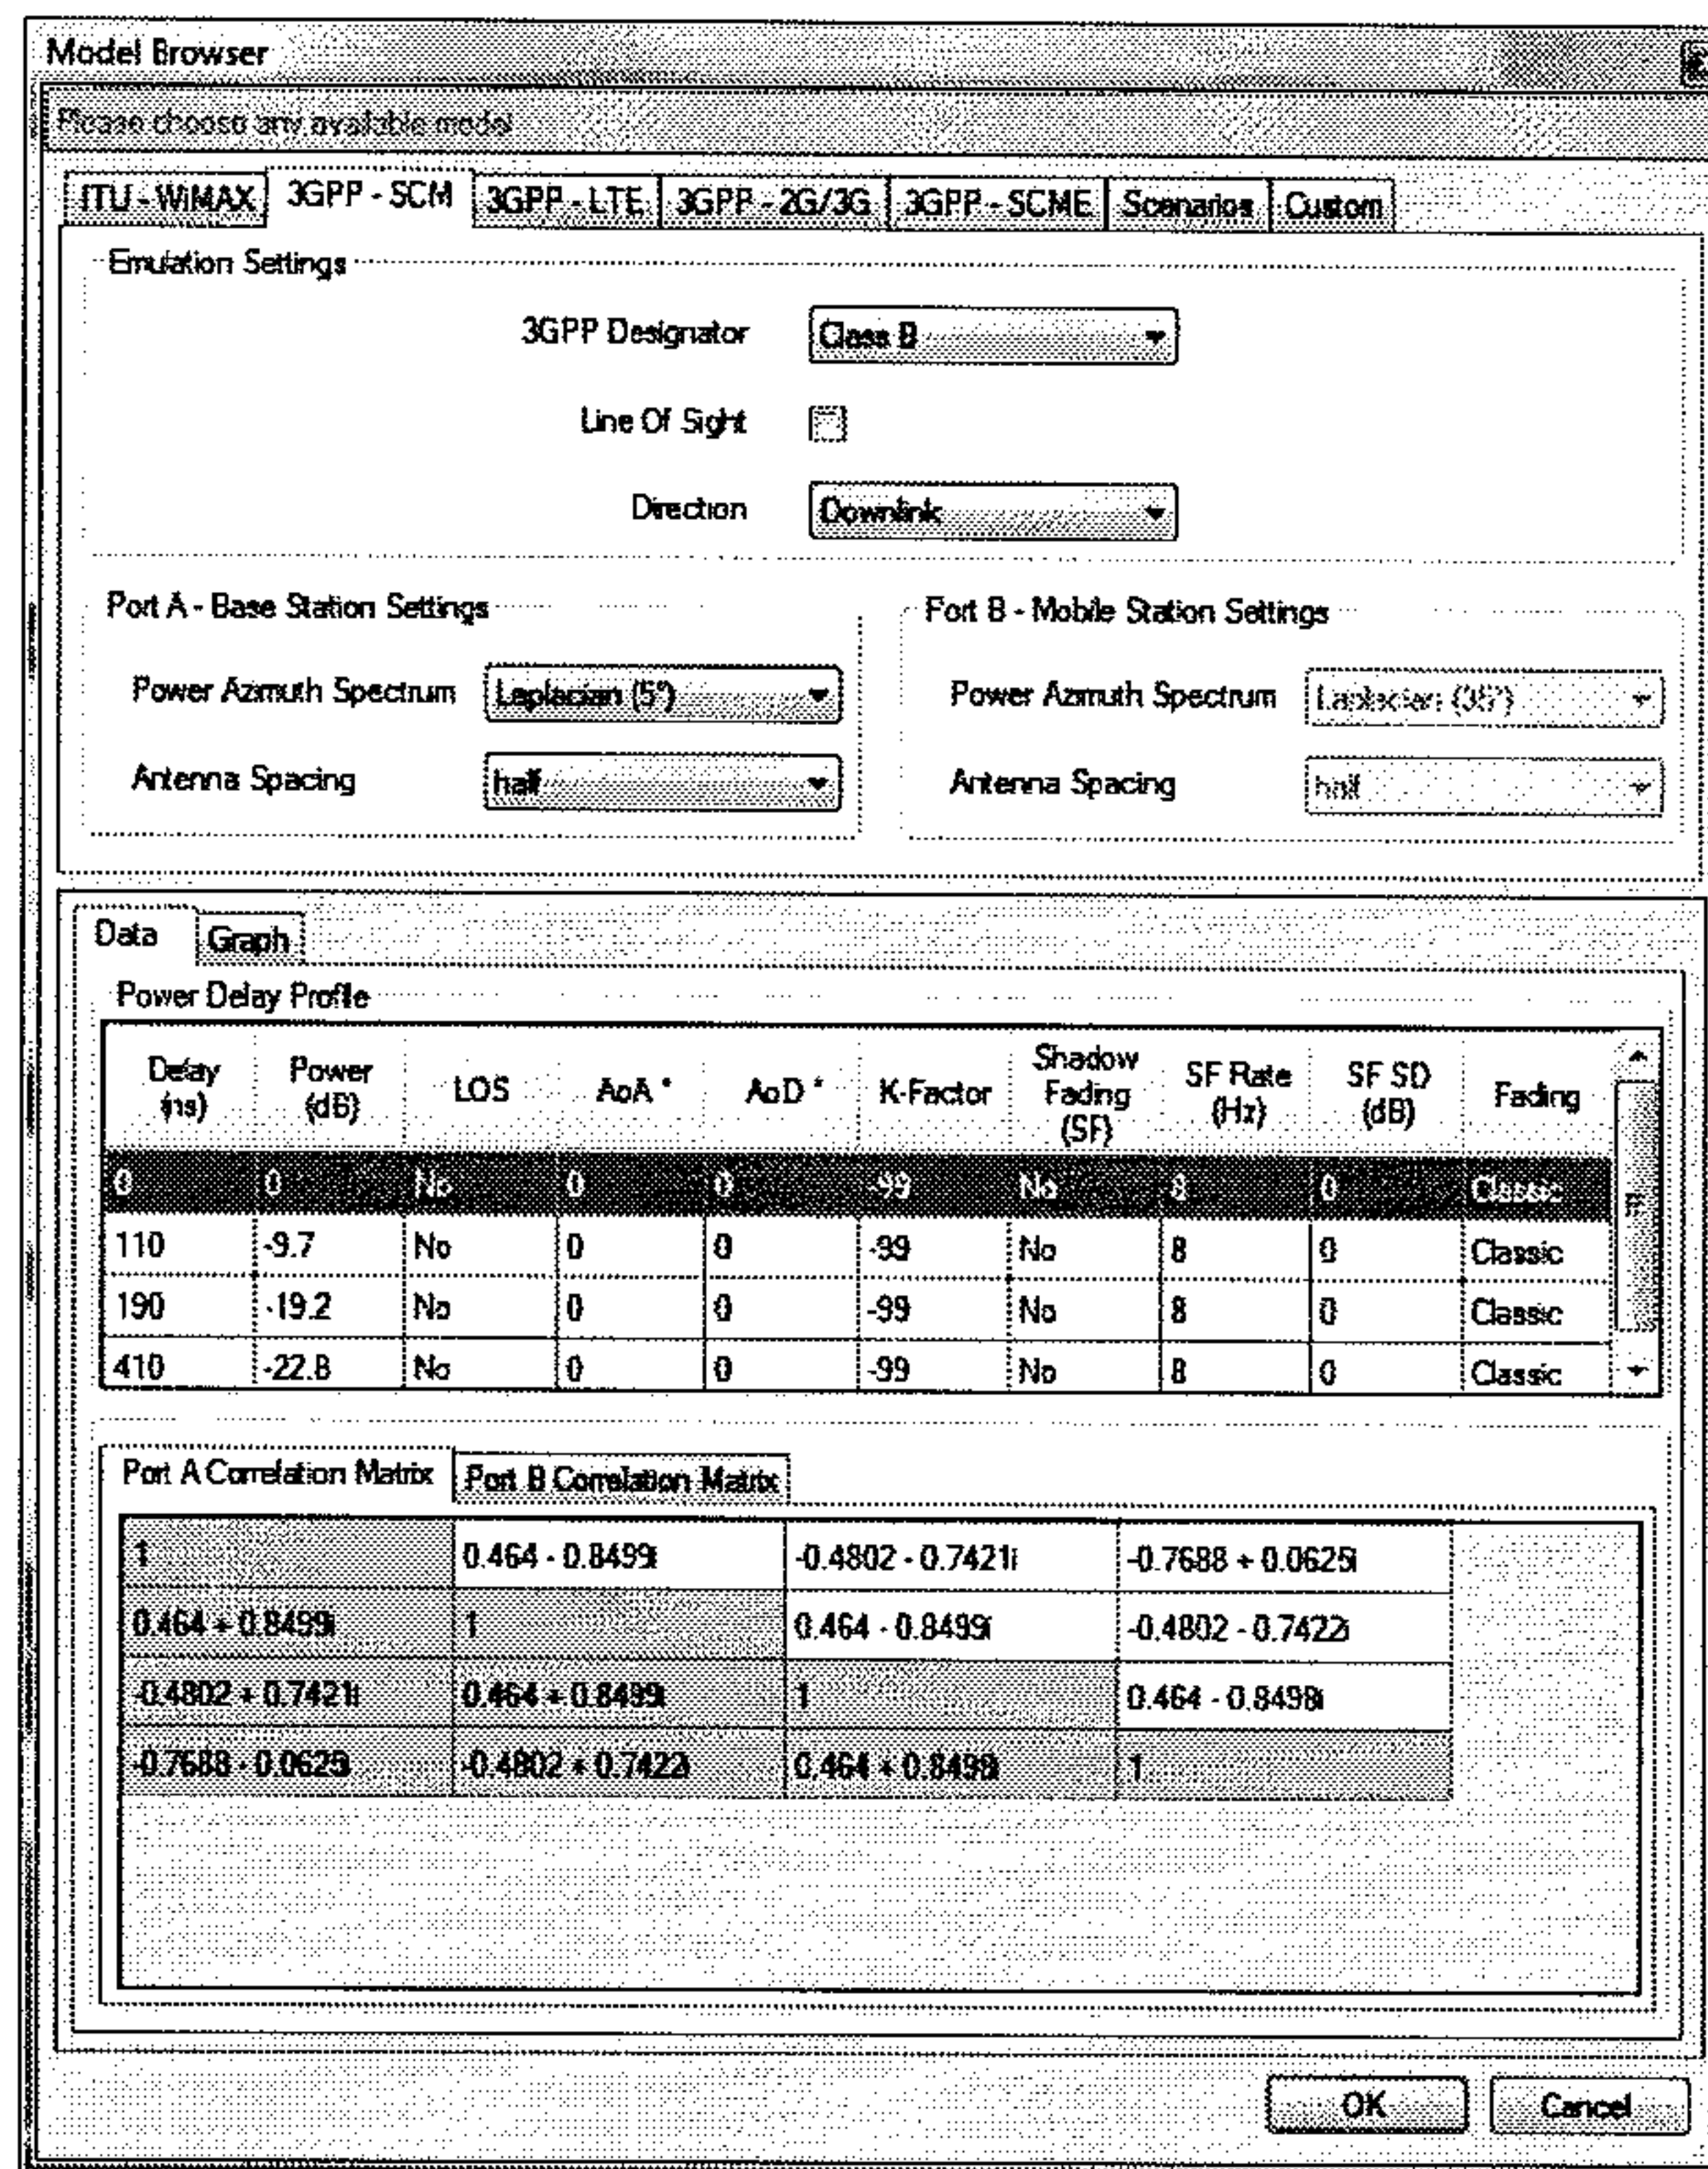 Model Browser
Please choose any available model
ITU - WiMAX 3GPP - SCM 3GPP - LTE 3GPP - 2G/3G 3GPP - SCME Scenarios Custom
Emulation Settings
3GPP Designator Class B
Line Of Sight
Direction Downlink
Port A - Base Station Settings Port B - Mobile Station Settings
Power Azimuth Spectrum Laplacian (5°) Power Azimuth Spectrum Laplacian (35°)
Antenna Spacing half Antenna Spacing half
Data Graph
Power Delay Profile
Delay (ns) Power (dB) LOS AoA * AoD * K-Factor Shadow Fading (SF) SF Rate (Hz) SF SD (dB) Fading
0 0 No 0 0 -99 No 8 0 Classic
110 -9.7 No 0 0 -99 No 8 0 Classic
190 -19.2 No 0 0 -99 No 8 0 Classic
410 -22.8 No 0 0 -99 No 8 0 Classic
Port A Correlation Matrix Port B Correlation Matrix
1 0.464 - 0.8499i -0.4802 - 0.7421i -0.7688 + 0.0625i
0.464 + 0.8499i 1 0.464 - 0.8499i -0.4802 - 0.7422i
-0.4802 + 0.7421i 0.464 + 0.8499i 1 0.464 - 0.8498i
-0.7688 - 0.0625i -0.4802 + 0.7422i 0.464 + 0.8498i 1
OK Cancel